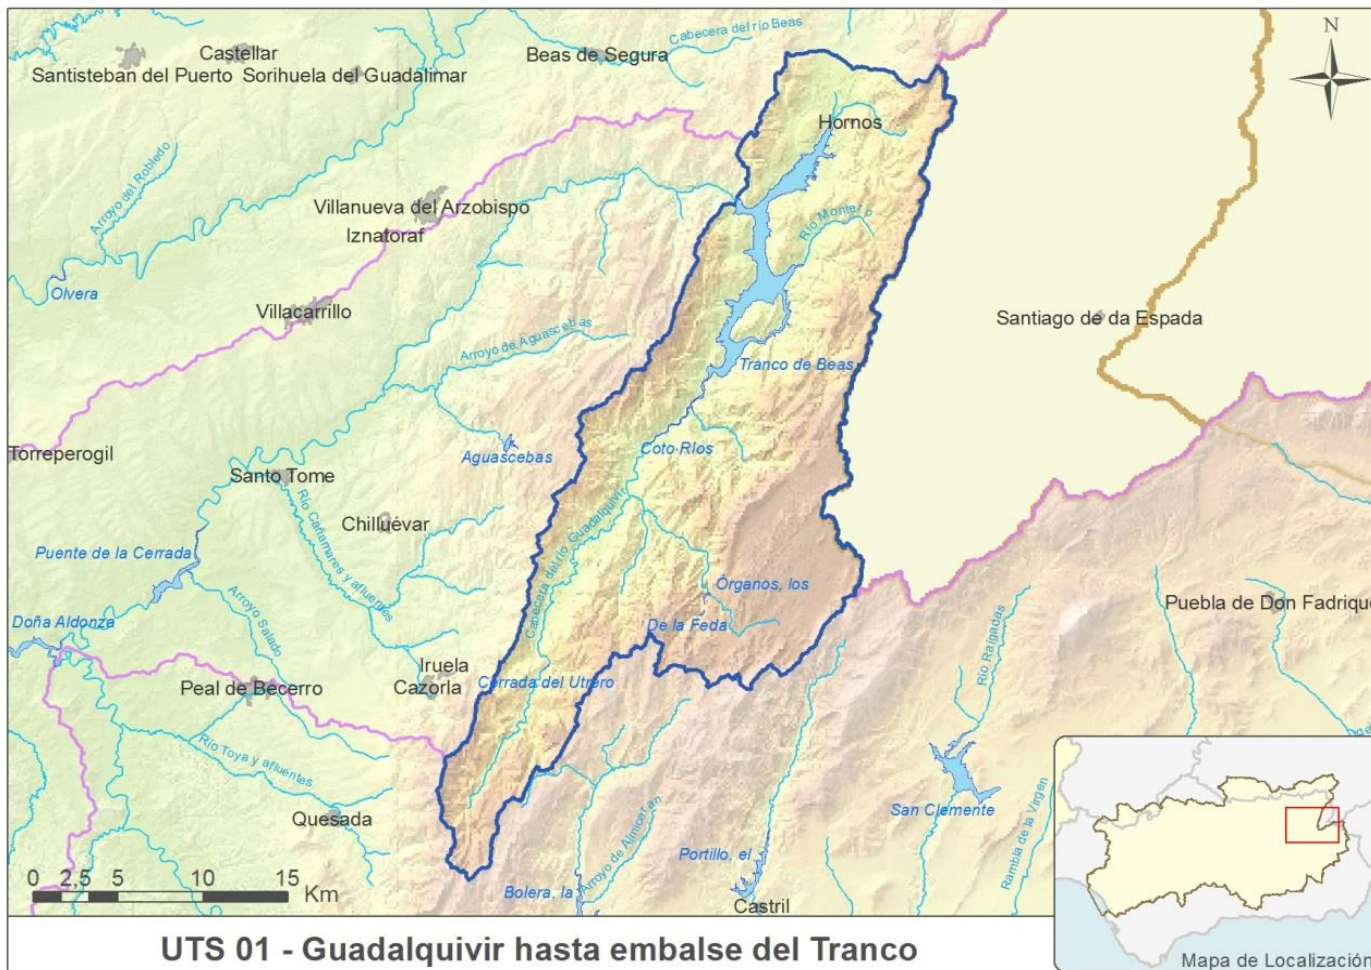 N
Cabecera del río Beas
Castellar
Beas de Segura
Santisteban del Puerto
Sorihuela del Guadalimar
Hornos
Arroyo del Robledo
Villanueva del Arzobispo
Río Montero
Iznatoraf
Olvera
Villacarrillo
Santiago de da Espada
Arroyo de Aguascebas
Tranco de Beas
Torreperogil
Coto Ríos
Aguascebas
Santo Tome
Chilluévar
Río Cañamares y afluentes
Cabecera del río Guadalquivir
Puente de la Cerrada
Órganos, los
Puebla de Don Fadrique
Doña Aldonza
Arroyo Salado
De la Feda
Río Raigadas
Iruela
Cazorla
Cerrada del Utrero
Peal de Becerro
Río Toya y afluentes
San Clemente
Rambla de la Virgen
Quesada
Arroyo de Almicerán
Portillo, el
Bolera, la
Castril
0 2,5 5 10 15
Km
UTS 01 - Guadalquivir hasta embalse del Tranco
Mapa de Localización